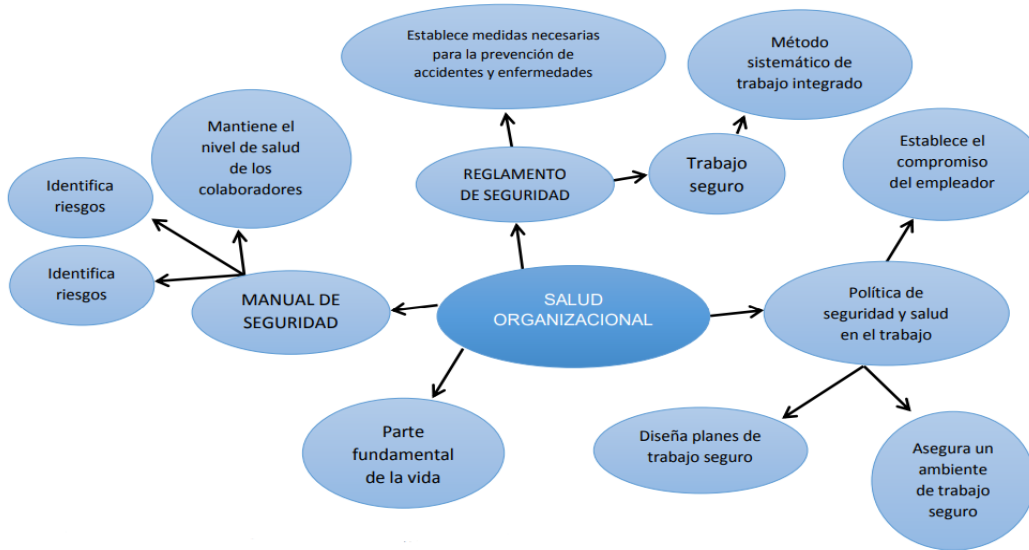 Establece medidas necesarias
para la prevención de
accidentes y enfermedades
Método
sistemático de
trabajo integrado
Mantiene el
nivel de salud
de los
colaboradores
Establece el
compromiso
del empleador
REGLAMENTO
DE SEGURIDAD
Trabajo
seguro
Identifica
riesgos
Identifica
riesgos
MANUAL DE
SEGURIDAD
SALUD
ORGANIZACIONAL
Política de
seguridad y salud
en el trabajo
Parte
fundamental
de la vida
Diseña planes de
trabajo seguro
Asegura un
ambiente
de trabajo
seguro